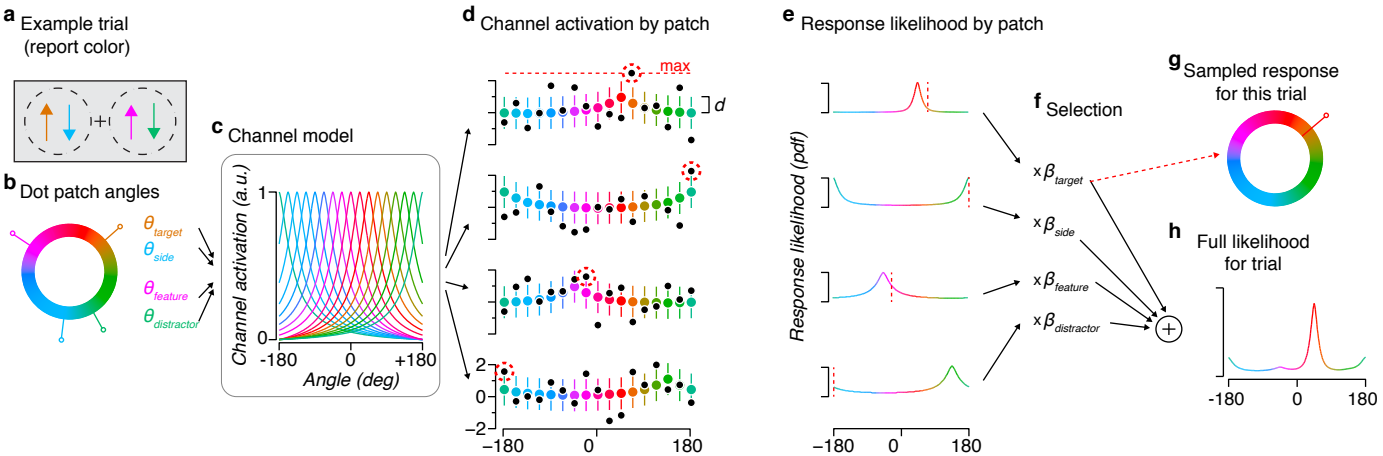 a
Example trial
(report color)
+
b
Dot patch angles
θtarget
θside
θfeature
θdistractor
c
Channel model
Channel activation (a.u.)
1
0
-180
0
+180
Angle (deg)
d
Channel activation by patch
max
d
2
0
−2
−180
0
180
e
Response likelihood by patch
Response likelihood (pdf)
−180
0
180
f
Selection
x βtarget
x βside
x βfeature
x βdistractor
+
g
Sampled response
for this trial
h
Full likelihood
for trial
-180
0
180